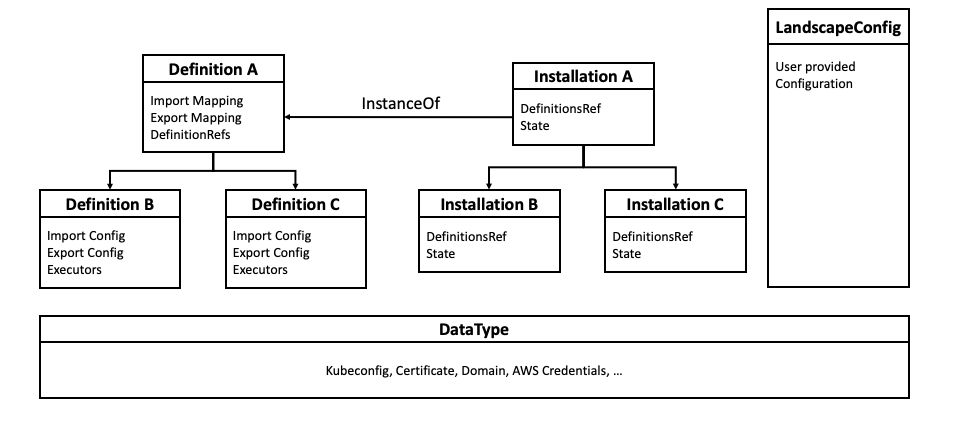 LandscapeConfig
User provided
Configuration
Definition A
Import Mapping
Export Mapping
DefinitionRefs
InstanceOf
Installation A
DefinitionsRef
State
Definition B
Import Config
Export Config
Executors
Definition C
Import Config
Export Config
Executors
Installation B
DefinitionsRef
State
Installation C
DefinitionsRef
State
DataType
Kubeconfig, Certificate, Domain, AWS Credentials, ...